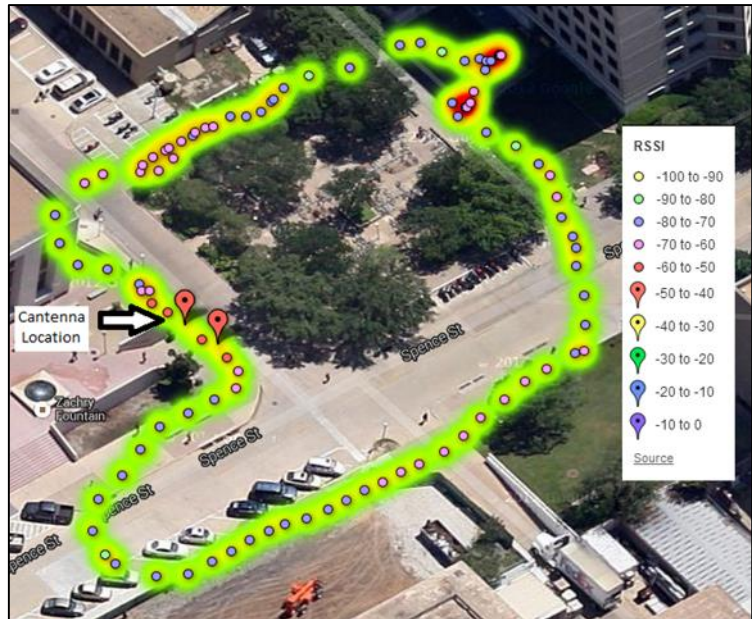 RSSI
-100 to -90
-90 to -80
-80 to -70
-70 to -60
-60 to -50
-50 to -40
-40 to -30
-30 to -20
-20 to -10
-10 to 0
Source
Cantenna
Location
Spence St
Zachry
Fountain
Spence St
Spence St